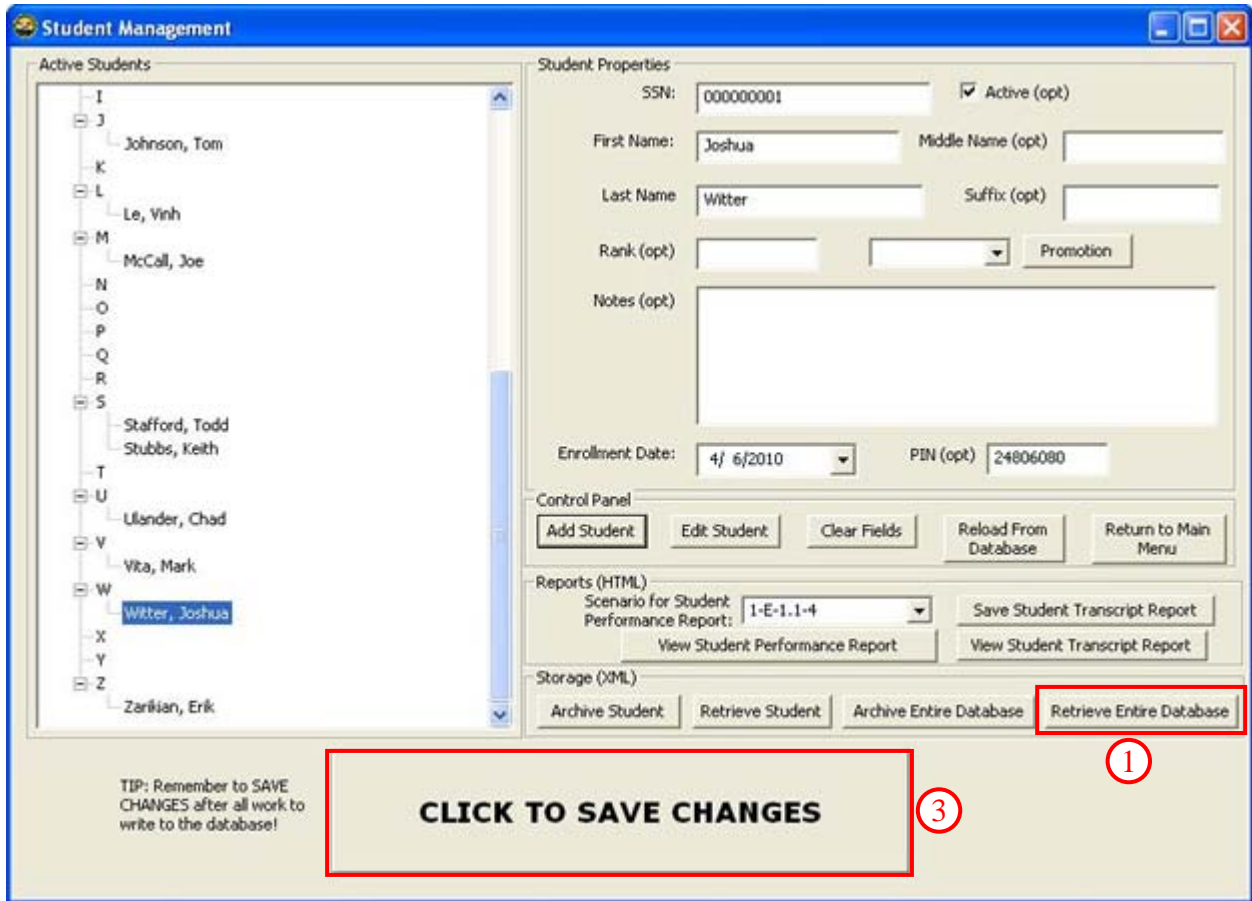 Student Management
Active Students
I
J
Johnson, Tom
K
L
Le, Vinh
M
McCall, Joe
N
O
P
Q
R
S
Stafford, Todd
Stubbs, Keith
T
U
Ulander, Chad
V
Vita, Mark
W
Witter, Joshua
X
Y
Z
Zarikian, Erik
Student Properties
SSN: 000000001 Active (opt)
First Name: Joshua Middle Name (opt)
Last Name Witter Suffix (opt)
Rank (opt) Promotion
Notes (opt)
Enrollment Date: 4/ 6/2010 PIN (opt) 24806080
Control Panel
Add Student Edit Student Clear Fields Reload From Database Return to Main Menu
Reports (HTML)
Scenario for Student
Performance Report: 1-E-1.1-4 Save Student Transcript Report
View Student Performance Report View Student Transcript Report
Storage (XML)
Archive Student Retrieve Student Archive Entire Database Retrieve Entire Database
1
TIP: Remember to SAVE
CHANGES after all work to
write to the database!
CLICK TO SAVE CHANGES
3